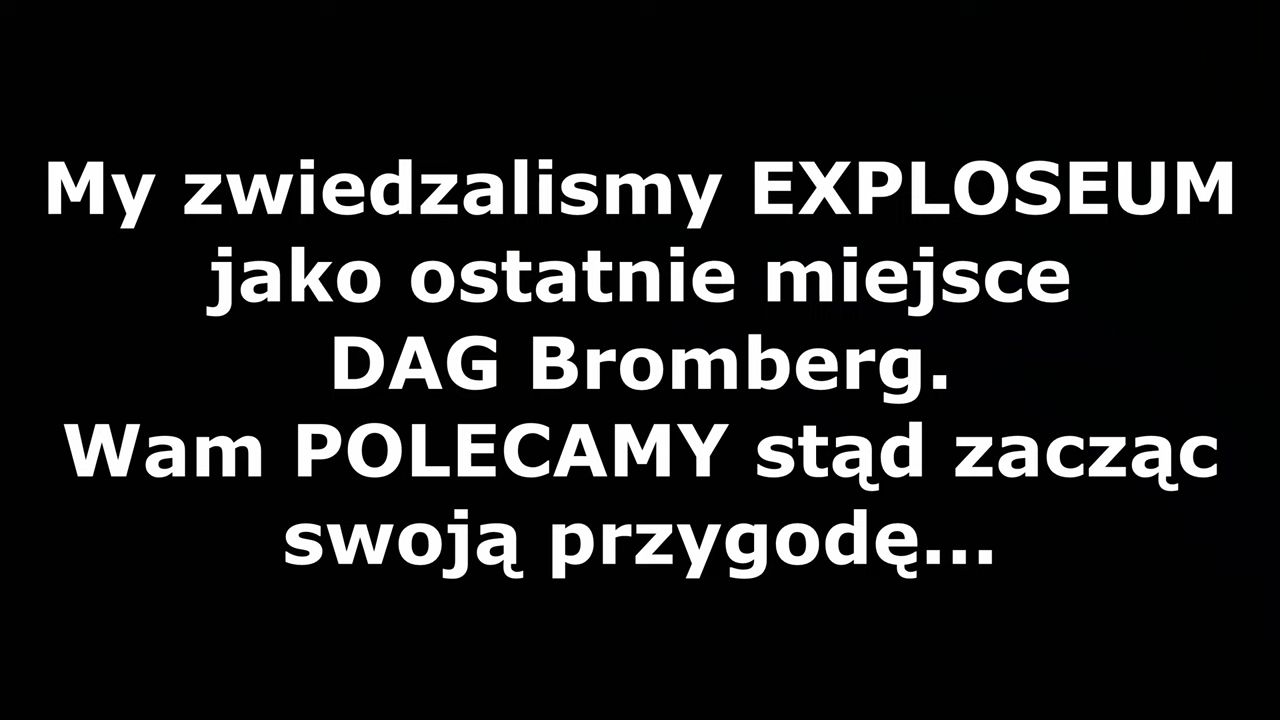 My zwiedzalismy EXPLOSEUM
jako ostatnie miejsce
DAG Bromberg.
Wam POLECAMY stąd zacząc
swoją przygodę...